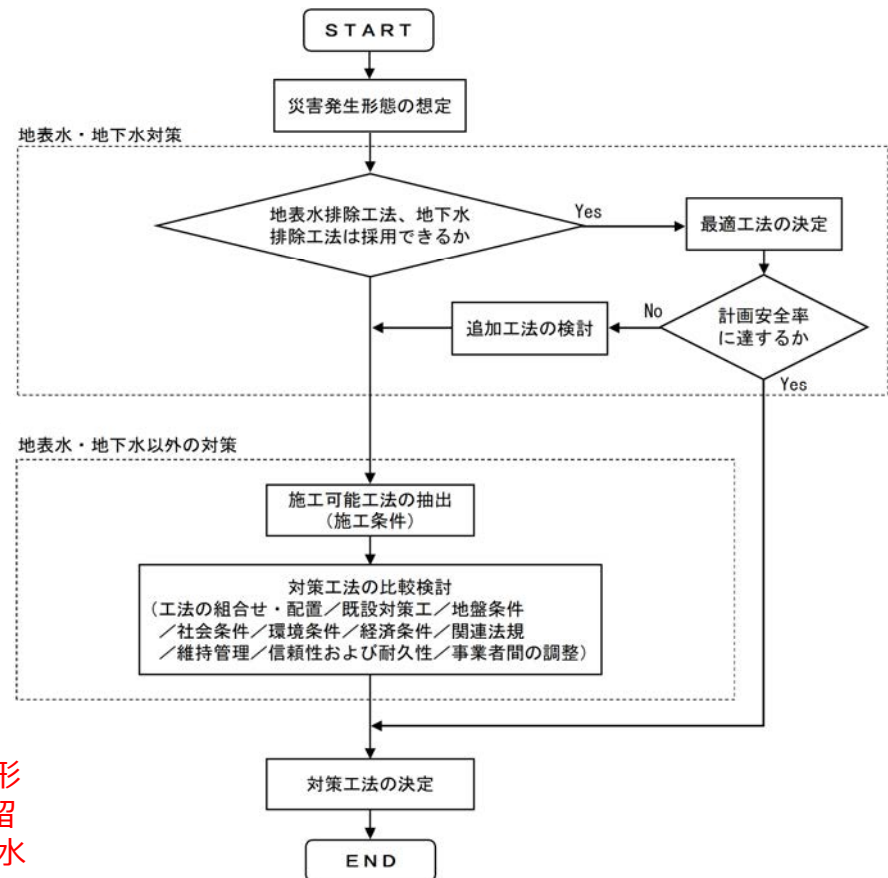 START
災害発生形態の想定
地表水・地下水対策
地表水排除工法、地下水
排除工法は採用できるか
Yes
最適工法の決定
計画安全率
に達するか
No
追加工法の検討
Yes
地表水・地下水以外の対策
施工可能工法の抽出
(施工条件)
対策工法の比較検討
(工法の組合せ・配置／既設対策工／地盤条件
／社会条件／環境条件／経済条件／関連法規
／維持管理／信頼性および耐久性／事業者間の調整)
対策工法の決定
END
形
留
水